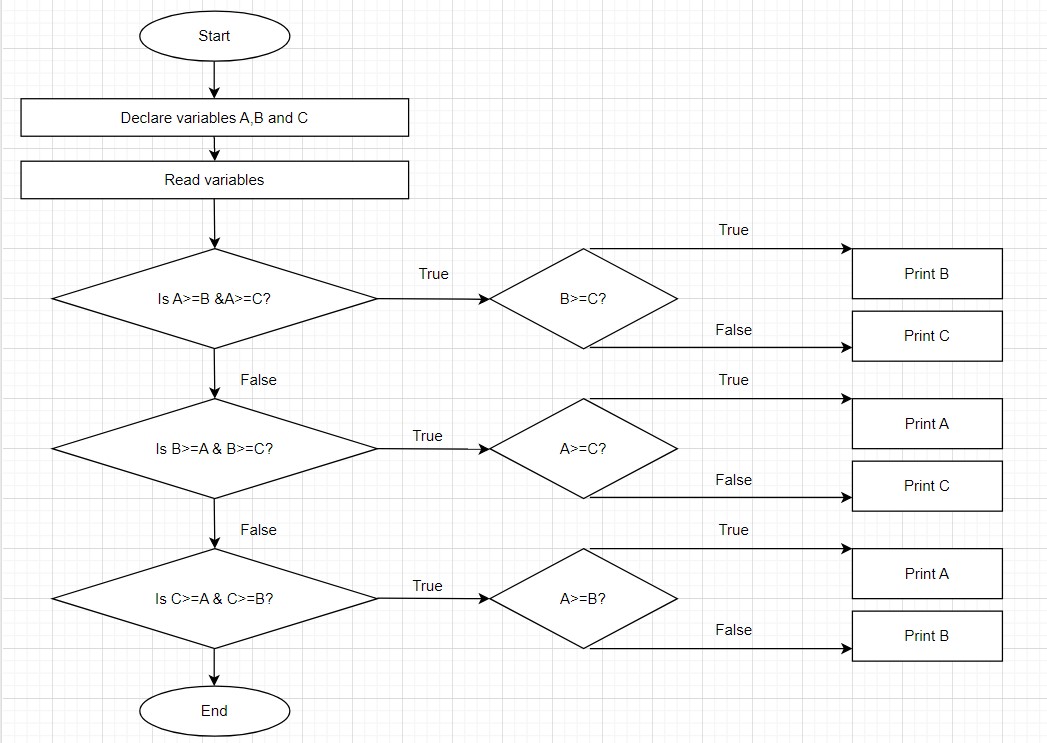 Start
Declare variables A,B and C
Read variables
True
Is A>=B &A>=C?
True
B>=C?
Print B
False
Print C
False
True
Is B>=A & B>=C?
True
A>=C?
Print A
False
Print C
False
True
Is C>=A & C>=B?
True
A>=B?
Print A
False
Print B
End